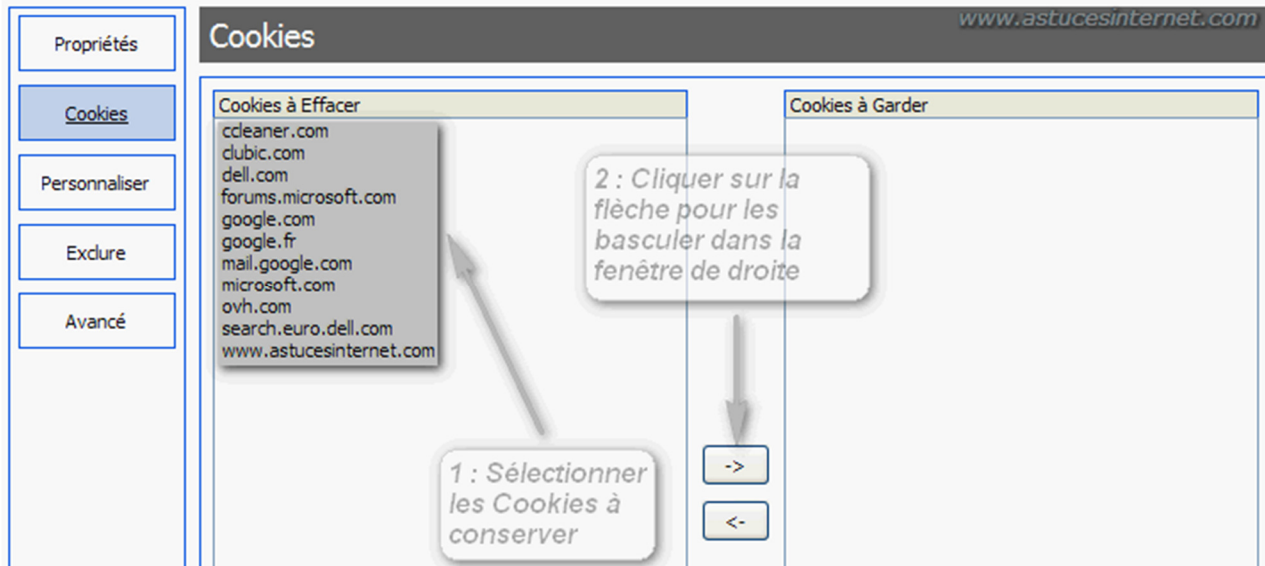 www.astucesinternet.com
Propriétés
Cookies
Personnaliser
Exclure
Avancé
Cookies
Cookies à Effacer
ccleaner.com
clubic.com
dell.com
forums.microsoft.com
google.com
google.fr
mail.google.com
microsoft.com
ovh.com
search.euro.dell.com
www.astucesinternet.com
1 : Sélectionner
les Cookies à
conserver
2 : Cliquer sur la
flèche pour les
basculer dans la
fenêtre de droite
->
<-
Cookies à Garder